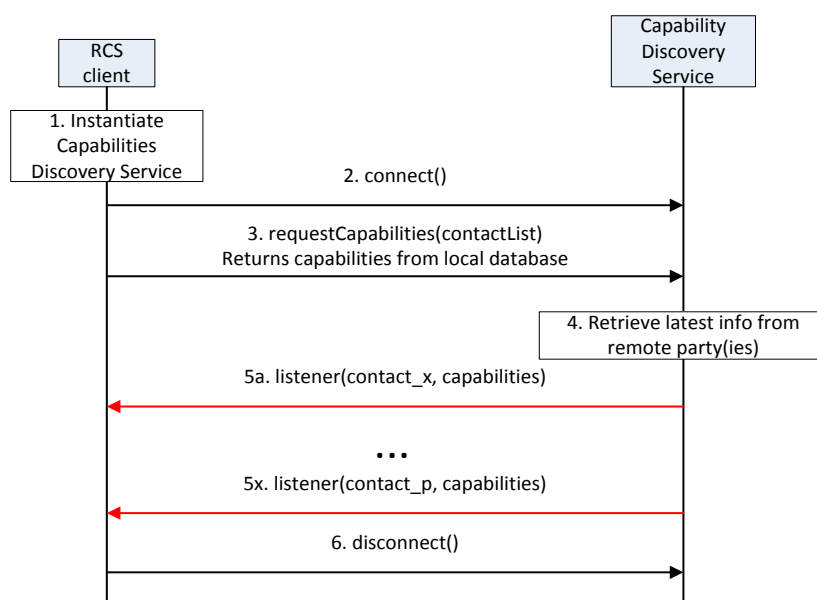 RCS
client
Capability
Discovery
Service
1. Instantiate
Capabilities
Discovery Service
2. connect()
3. requestCapabilities(contactList)
Returns capabilities from local database
4. Retrieve latest info from
remote party(ies)
5a. listener(contact_x, capabilities)
...
5x. listener(contact_p, capabilities)
6. disconnect()